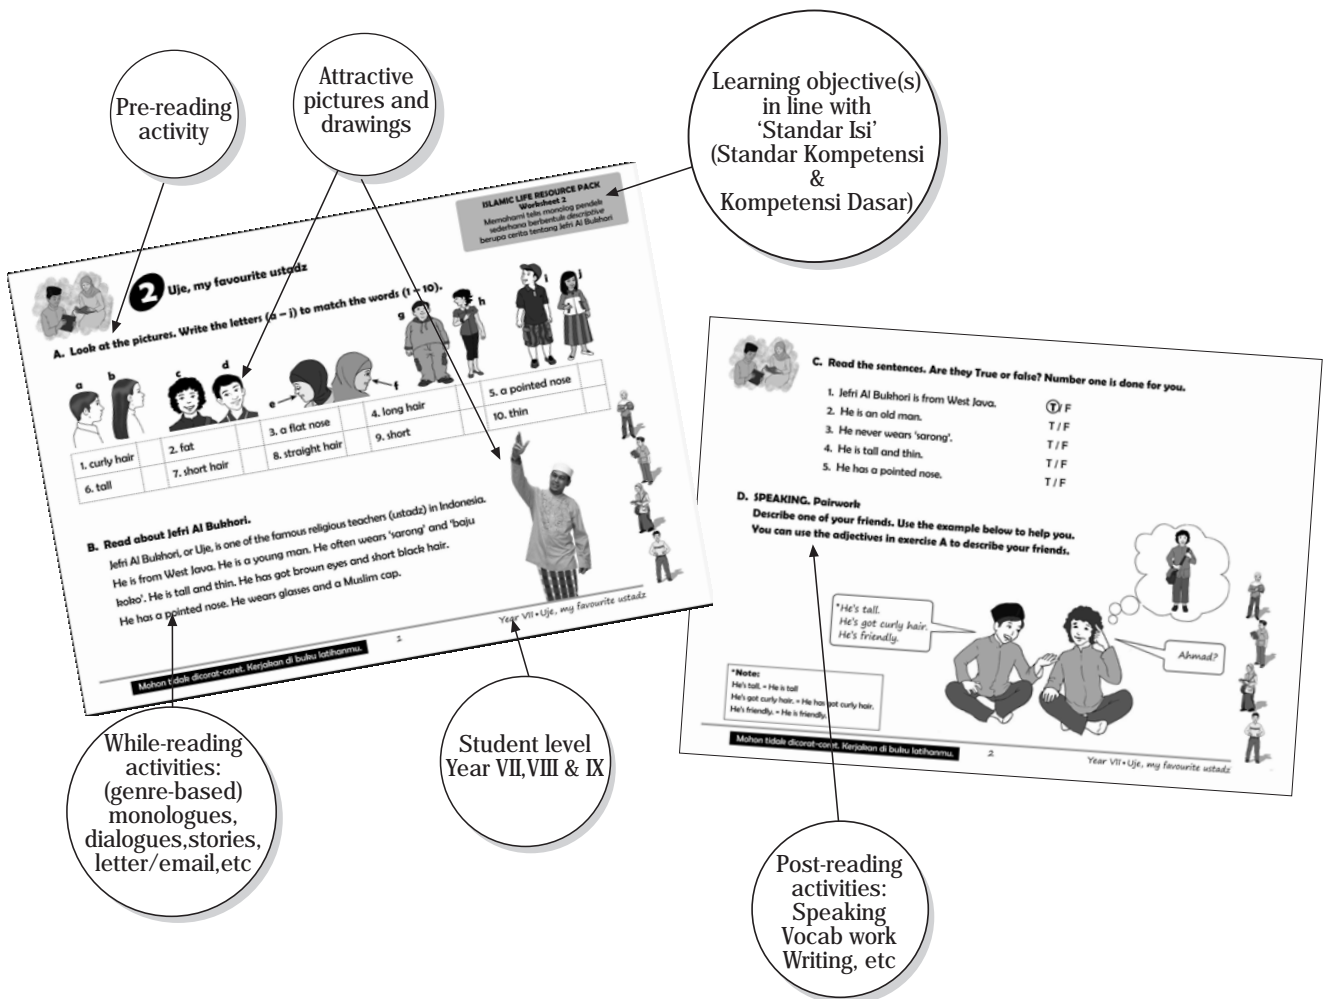 Pre-reading
activity
Attractive
pictures and
drawings
Learning objective(s)
in line with
‘Standar Isi’
(Standar Kompetensi
&
Kompetensi Dasar)
ISLAMIC LIFE RESOURCE PACK
Worksheet 2
Memahami teks monolog pendek
sederhana berbentuk descriptive
berupa cerita tentang Jefri Al Bukhori
2 Uje, my favourite ustadz
A. Look at the pictures. Write the letters (a – j) to match the words (1 – 10).
a b c d e f g h i j
1. curly hair 2. fat 3. a flat nose 4. long hair 5. a pointed nose
6. tall 7. short hair 8. straight hair 9. short 10. thin
B. Read about Jefri Al Bukhori.
Jefri Al Bukhori, or Uje, is one of the famous religious teachers (ustadz) in Indonesia.
He is from West Java. He is a young man. He often wears ‘sarong’ and ‘baju
koko’. He is tall and thin. He has got brown eyes and short black hair.
He has a pointed nose. He wears glasses and a Muslim cap.
Mohon tidak dicorat-coret. Kerjakan di buku latihanmu.
2
Year VII • Uje, my favourite ustadz
C. Read the sentences. Are they True or false? Number one is done for you.
1. Jefri Al Bukhori is from West Java. T / F
2. He is an old man. T / F
3. He never wears ‘sarong’. T / F
4. He is tall and thin. T / F
5. He has a pointed nose. T / F
D. SPEAKING. Pairwork
Describe one of your friends. Use the example below to help you.
You can use the adjectives in exercise A to describe your friends.
*He's tall.
He's got curly hair.
He's friendly.
Ahmad?
*Note:
He's tall. = He is tall
He's got curly hair. = He has got curly hair.
He's friendly. = He is friendly.
Mohon tidak dicorat-coret. Kerjakan di buku latihanmu.
2
Year VII • Uje, my favourite ustadz
While-reading
activities:
(genre-based)
monologues,
dialogues,stories,
letter/email,etc
Student level
Year VII,VIII & IX
Post-reading
activities:
Speaking
Vocab work
Writing, etc